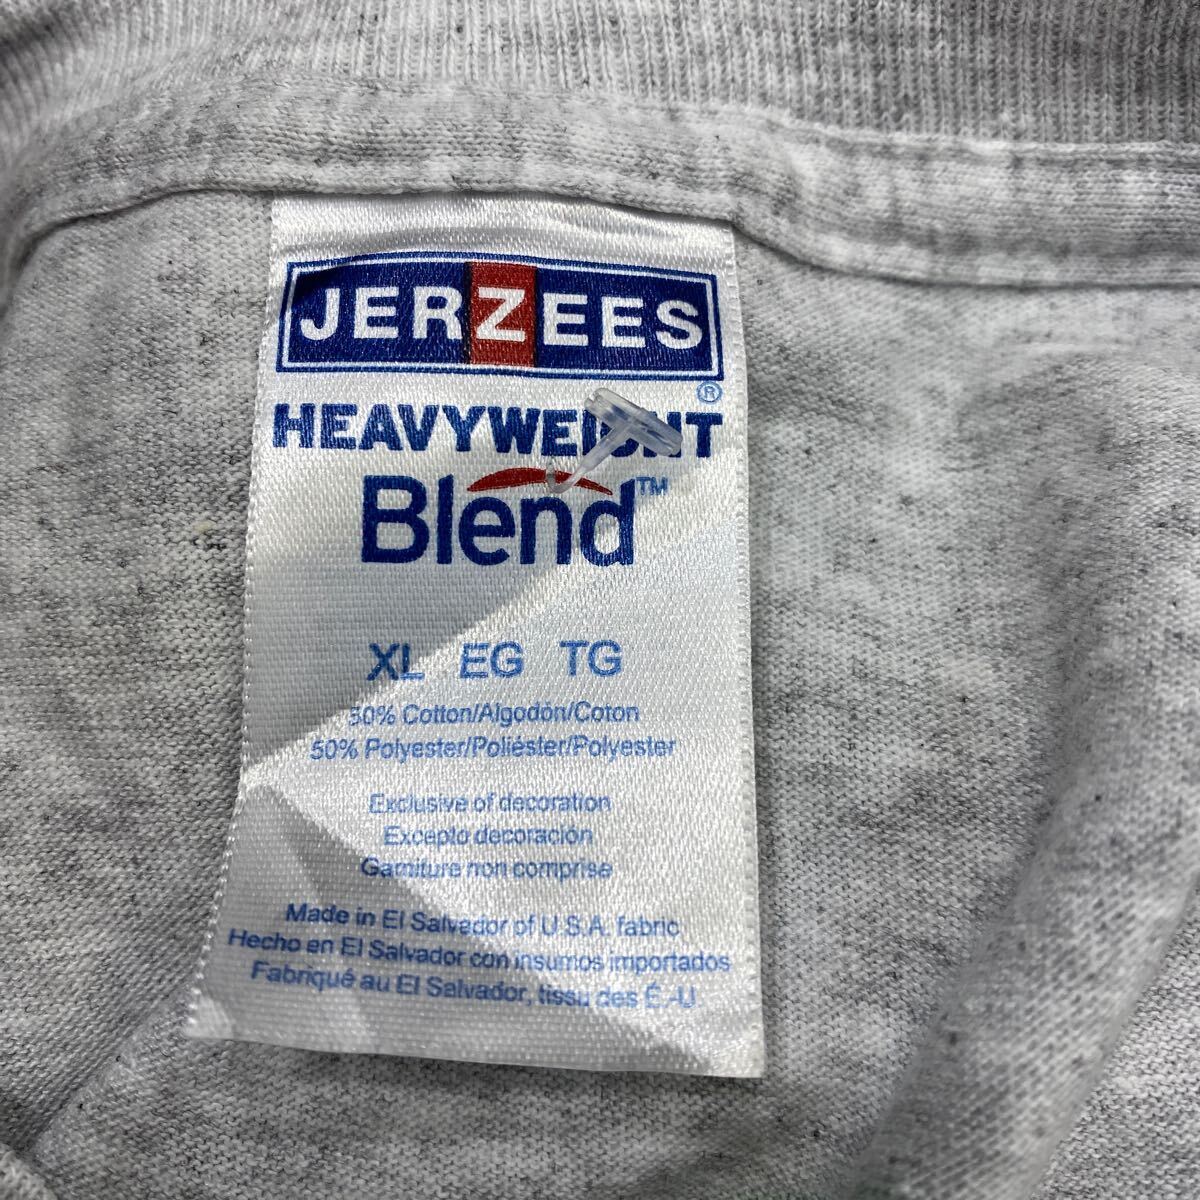 JERZEES
®
HEAVYWEIGHT
Blend™
XL EG TG
50% Cotton/Algodón/Coton
50% Polyester/Poliéster/Polyester
Exclusive of decoration
Excepto decoración
Garniture non comprise
Made in El Salvador of U.S.A. fabric
Hecho en El Salvador con insumos importados
Fabriqué au El Salvador, tissu des É.-U.